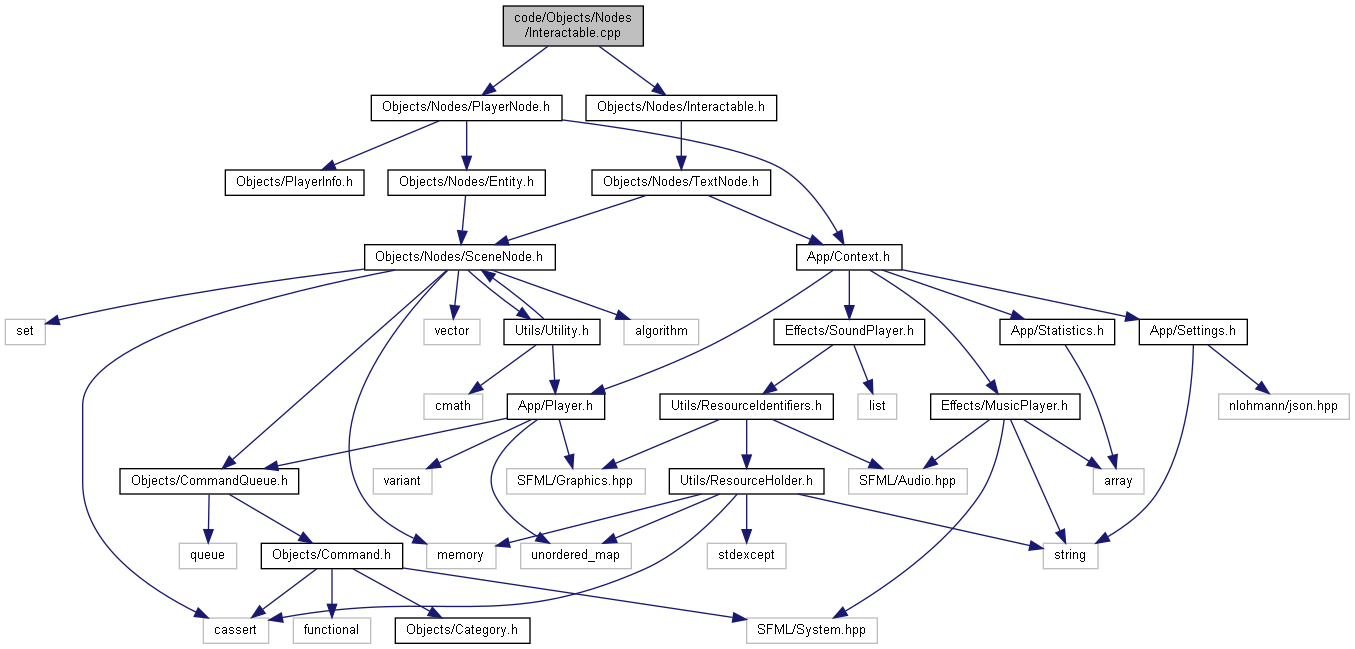 code/Objects/Nodes
/Interactable.cpp
Objects/Nodes/PlayerNode.h
Objects/Nodes/Interactable.h
Objects/PlayerInfo.h
Objects/Nodes/Entity.h
Objects/Nodes/TextNode.h
Objects/Nodes/SceneNode.h
App/Context.h
set
vector
Utils/Utility.h
algorithm
Effects/SoundPlayer.h
App/Statistics.h
App/Settings.h
cmath
App/Player.h
Utils/ResourceIdentifiers.h
list
Effects/MusicPlayer.h
nlohmann/json.hpp
Objects/CommandQueue.h
variant
SFML/Graphics.hpp
Utils/ResourceHolder.h
SFML/Audio.hpp
array
queue
Objects/Command.h
memory
unordered_map
stdexcept
string
cassert
functional
Objects/Category.h
SFML/System.hpp